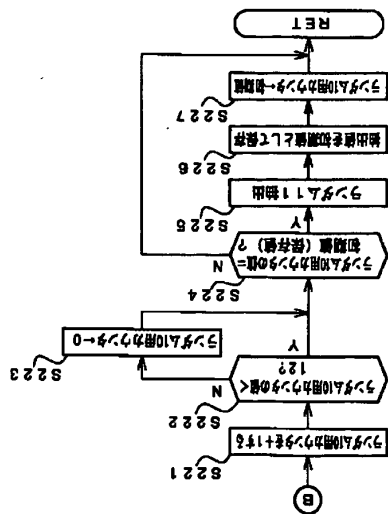 B
S221
ランダム10用カウンタを+1する
S222
ランダム10用カウンタの値<
12?
N
Y
S223
ランダム10用カウンタ←0
S224
ランダム10用カウンタの値=
初期値(保存値)
?
N
Y
S225
ランダム11抽出
S226
抽出値を初期値として保存
S227
ランダム10用カウンタ←初期値
RET